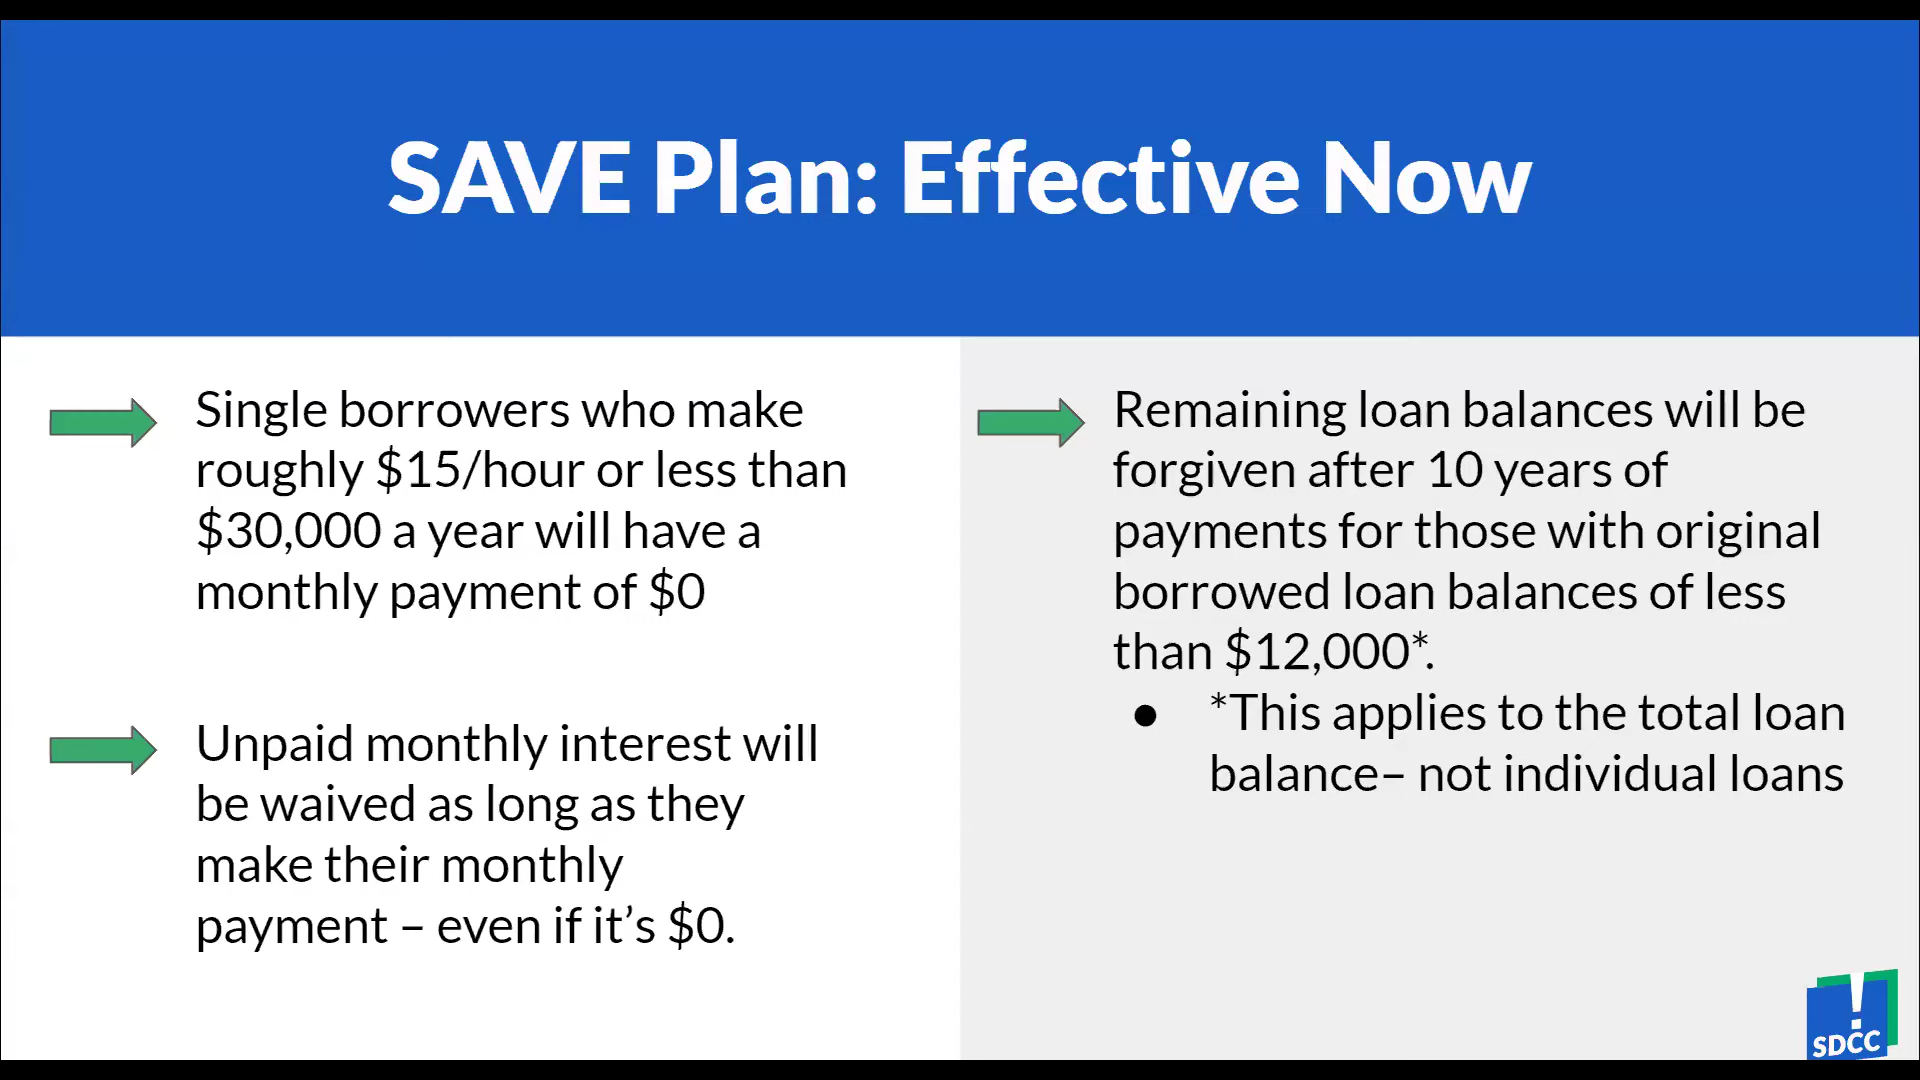 SAVE Plan: Effective Now
Single borrowers who make
roughly $15/hour or less than
$30,000 a year will have a
monthly payment of $0
Unpaid monthly interest will
be waived as long as they
make their monthly
payment – even if it’s $0.
Remaining loan balances will be
forgiven after 10 years of
payments for those with original
borrowed loan balances of less
than $12,000*.
● *This applies to the total loan
balance– not individual loans
!
SDCC